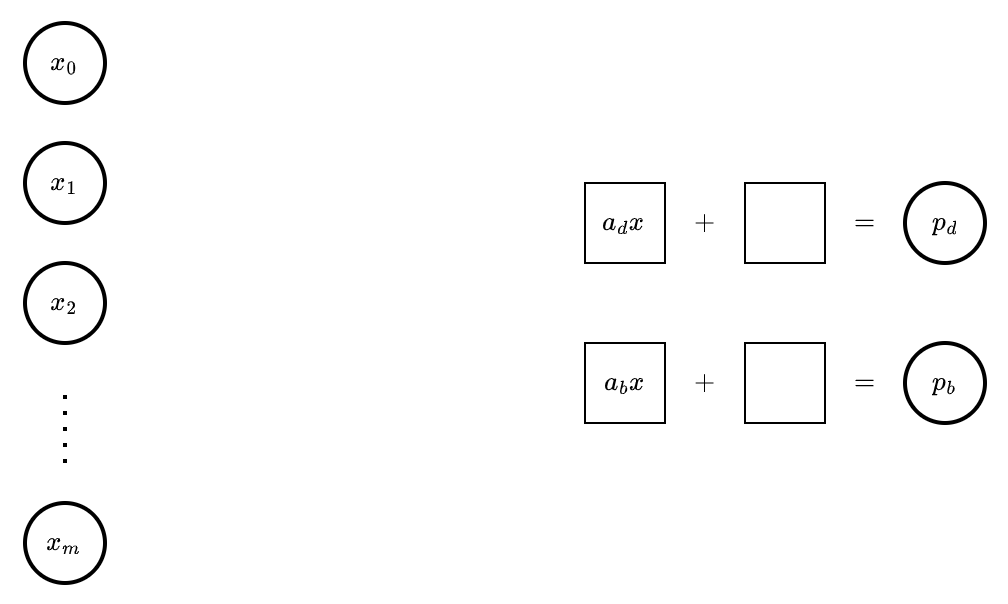 x_0
x_1
a_d x + = p_d
x_2
a_b x + = p_b
x_m